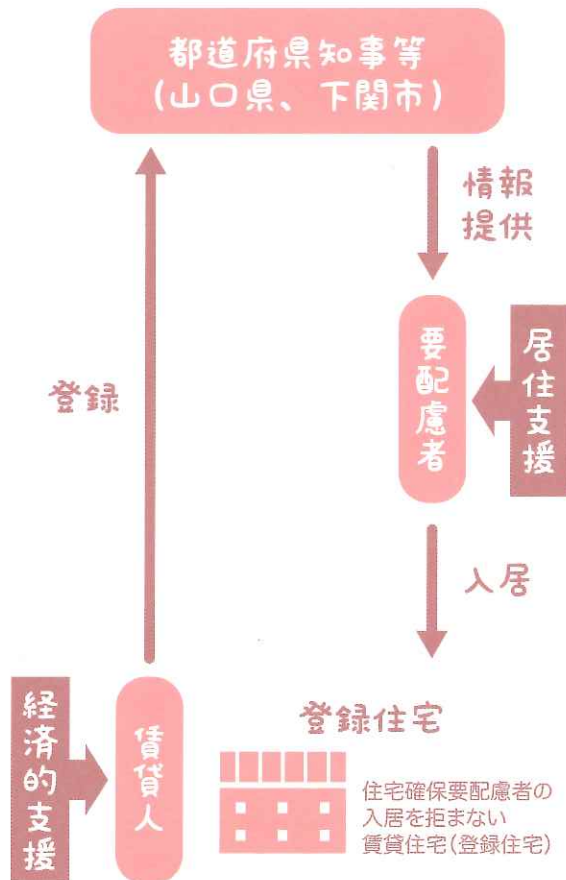 都道府県知事等
(山口県、下関市)
情報
提供
要配慮者
居住支援
登録
入居
経済的支援
賃貸人
登録住宅
住宅確保要配慮者の
入居を拒まない
賃貸住宅(登録住宅)